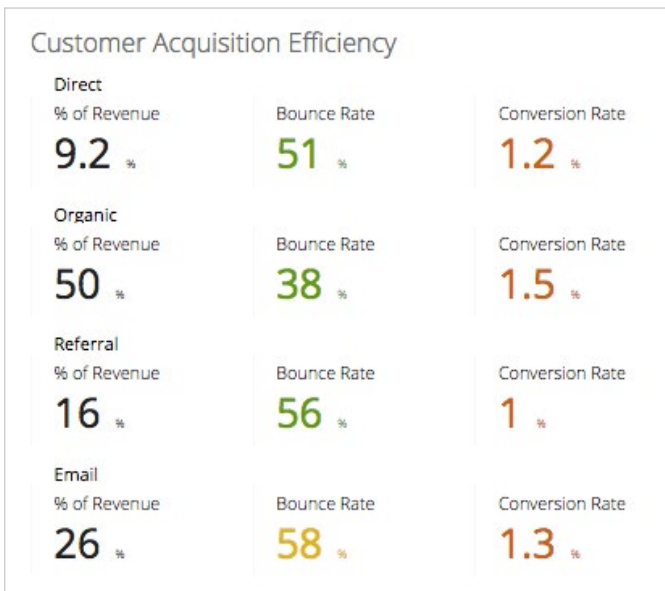 Customer Acquisition Efficiency
Direct
% of Revenue Bounce Rate Conversion Rate
9.2 % 51 % 1.2 %
Organic
% of Revenue Bounce Rate Conversion Rate
50 % 38 % 1.5 %
Referral
% of Revenue Bounce Rate Conversion Rate
16 % 56 % 1 %
Email
% of Revenue Bounce Rate Conversion Rate
26 % 58 % 1.3 %